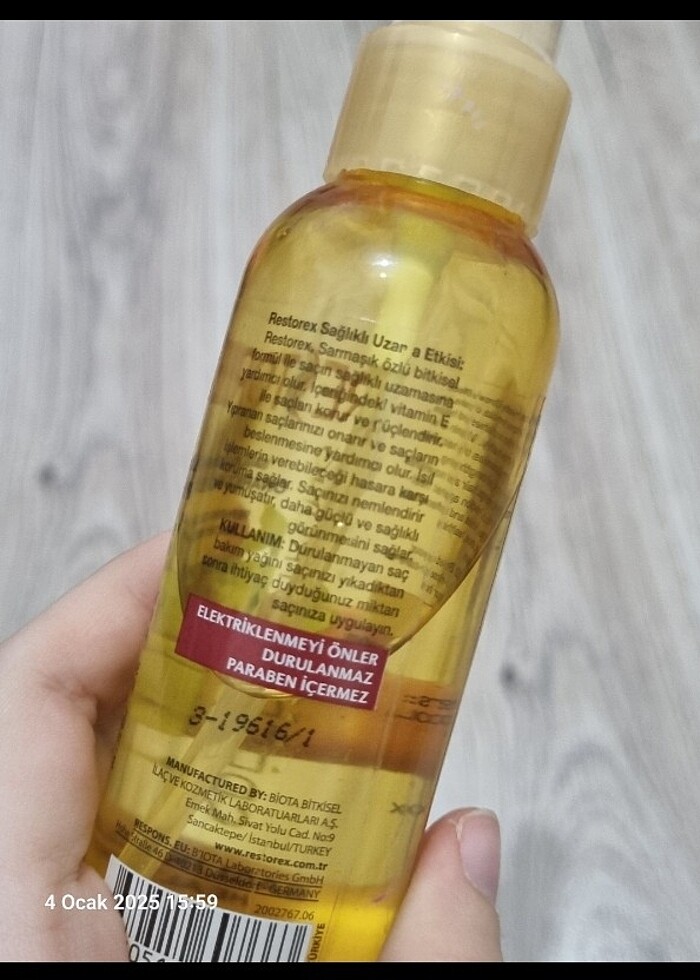 Restorex Sağlıklı Uzama Etkisi:
Restorex, Sarmaşık özlü bitkisel
formül ile saçın sağlıklı uzamasına
yardımcı olur. İçeriğindeki vitamin E
ile saçları korur ve güçlendirir.
Yıpranan saçlarınızı onarır ve saçların
beslenmesine yardımcı olur. Isıl
işlemlerin verebileceği hasara karşı
koruma sağlar. Saçınızı nemlendirir
ve yumuşatır, daha güçlü ve sağlıklı
görünmesini sağlar.
KULLANIM: Durulanmayan saç
bakım yağını saçınızı yıkadıktan
sonra ihtiyaç duyduğunuz miktarı
saçınıza uygulayın.
ELEKTRİKLENMEYİ ÖNLER
DURULANMAZ
PARABEN İÇERMEZ
3-19616/1
MANUFACTURED BY: BİOTA BİTKİSEL
İLAÇ VE KOZMETİK LABORATUARLARI A.Ş.
Emek Mah. Sivat Yolu Cad. No:9
Sancaktepe/ İstanbul/TURKEY
www.restorex.com.tr
RESPONS. EU: B'IOTA Laboratories GmbH
Düsseldorf - GERMANY
2002767.06
TÜRKİYE
4 Ocak 2025 15:59